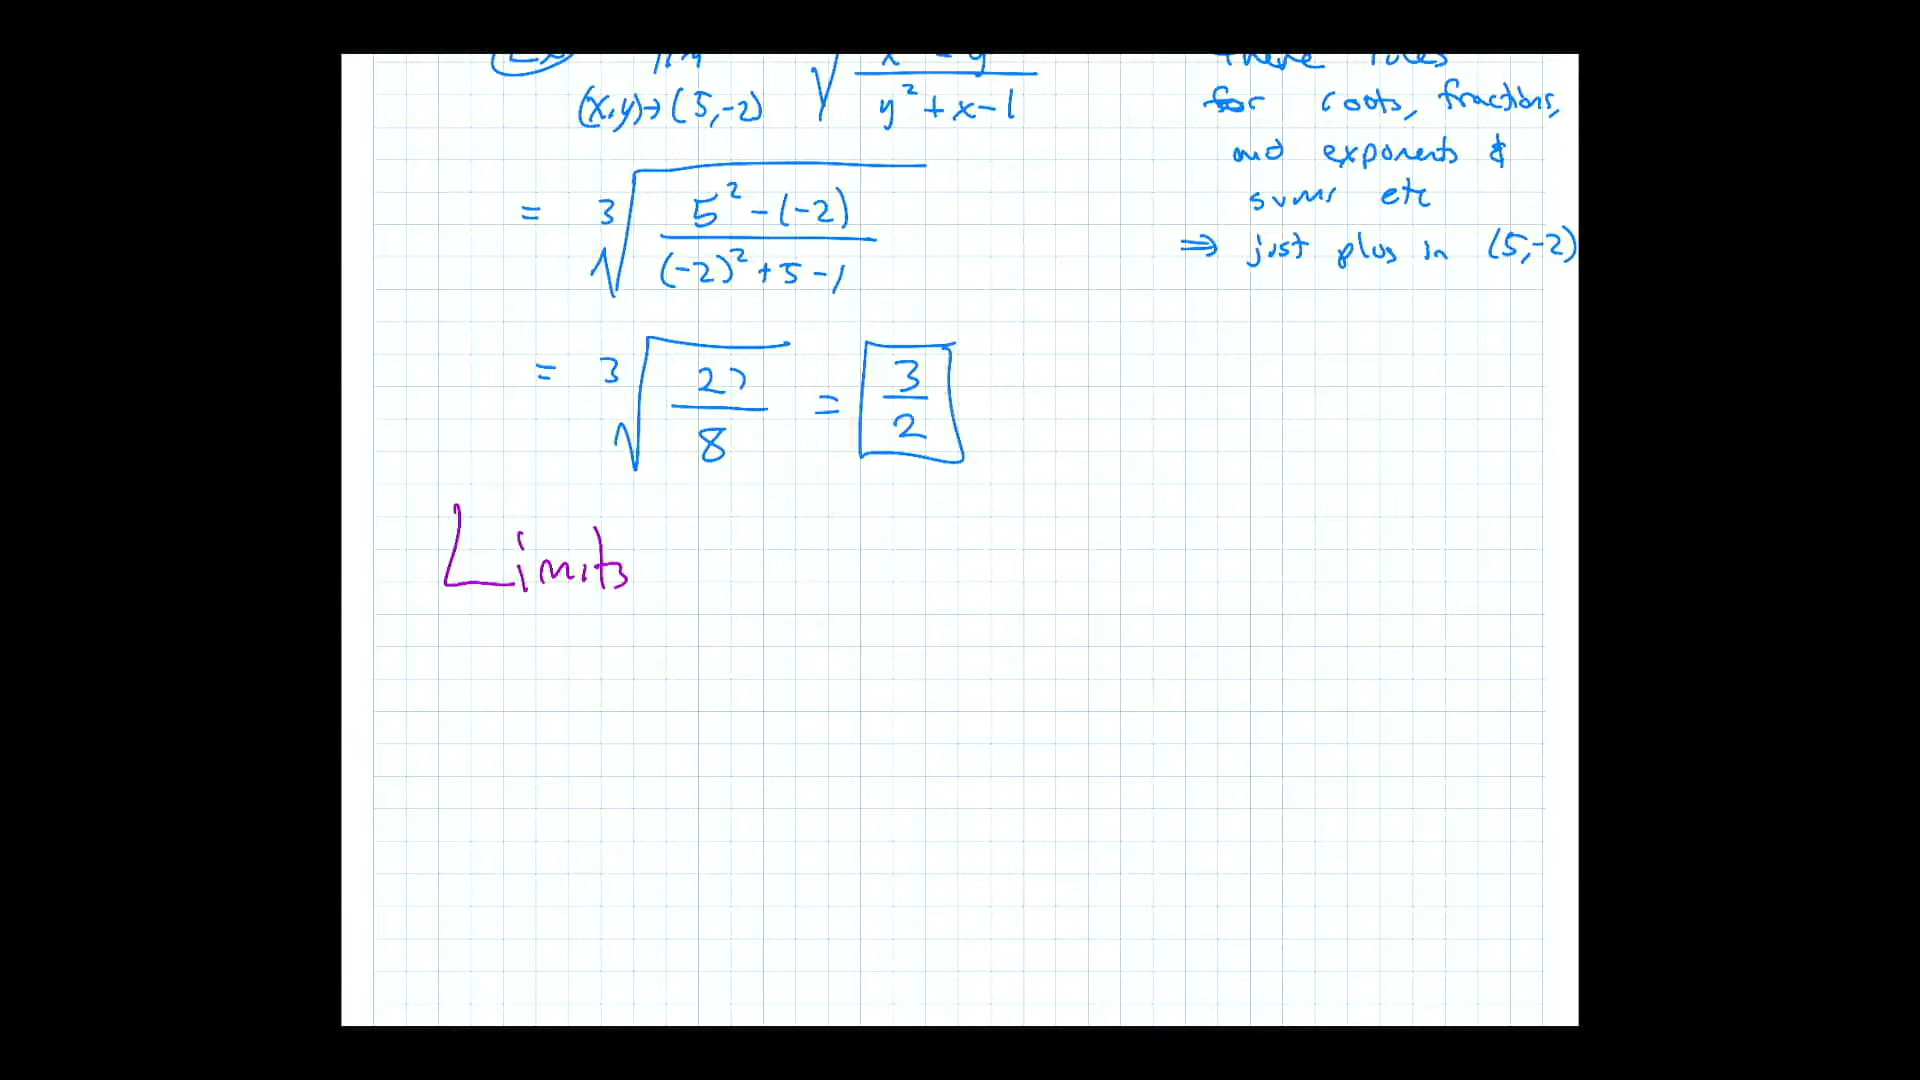 (x,y)→(5,-2) √ y²+x-1
= ³√ 5²-(-2) / (-2)²+5-1
= ³√ 27 / 8 = 3 / 2
Limits
for roots, fractions,
and exponents &
sums etc
⇒ just plug in (5,-2)